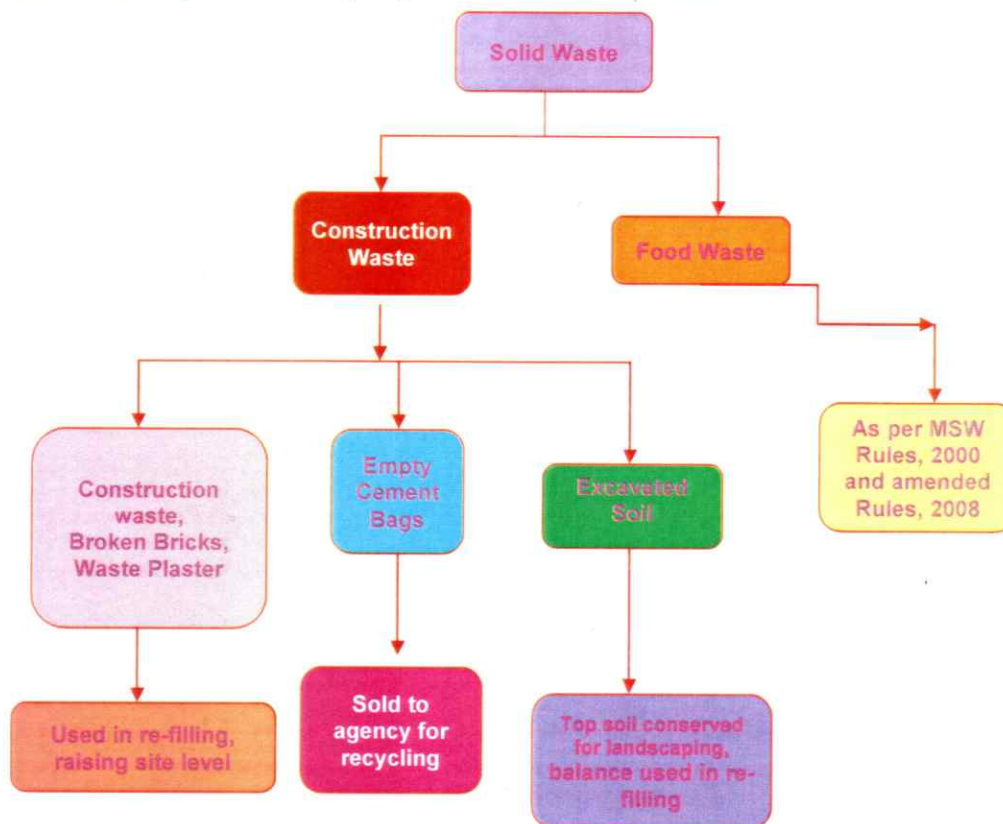 Solid Waste
Construction
Waste
Food Waste
Construction
waste,
Broken Bricks,
Waste Plaster
Empty
Cement
Bags
Excavated
Soil
As per MSW
Rules, 2000
and amended
Rules, 2008
Used in re-filling,
raising site level
Sold to
agency for
recycling
Top soil conserved
for landscaping,
balance used in re-
filling